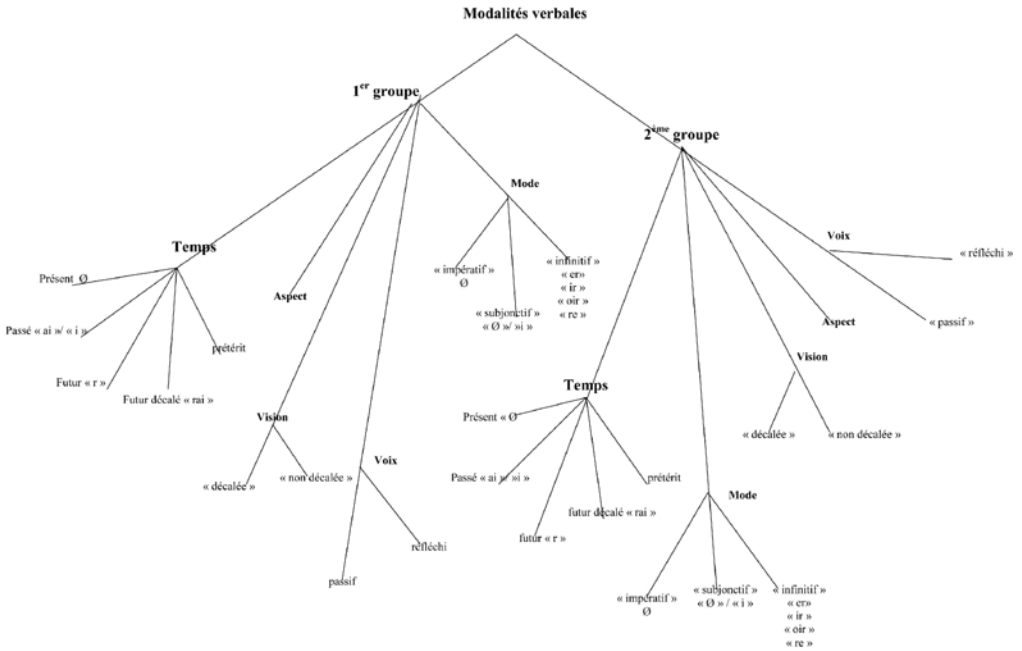 Modalités verbales
1er groupe
2ème groupe
Mode
Temps
Voix
« réfléchi »
Présent Ø
« impératif »
Ø
« infinitif »
« er»
« ir »
« oir »
« re »
Aspect
« subjonctif »
« Ø »/ »i »
Passé « ai »/ « i »
prétérit
Aspect
« passif »
Futur « r »
Futur décalé « rai »
Vision
Temps
Présent « Ø
Vision
« décalée »
« non décalée »
« décalée »
« non décalée »
Voix
Passé « ai »/ »i »
prétérit
Mode
futur décalé « rai »
futur « r »
réfléchi
passif
« impératif »
Ø
« subjonctif »
« Ø » / « i »
« infinitif »
« er»
« ir »
« oir »
« re »